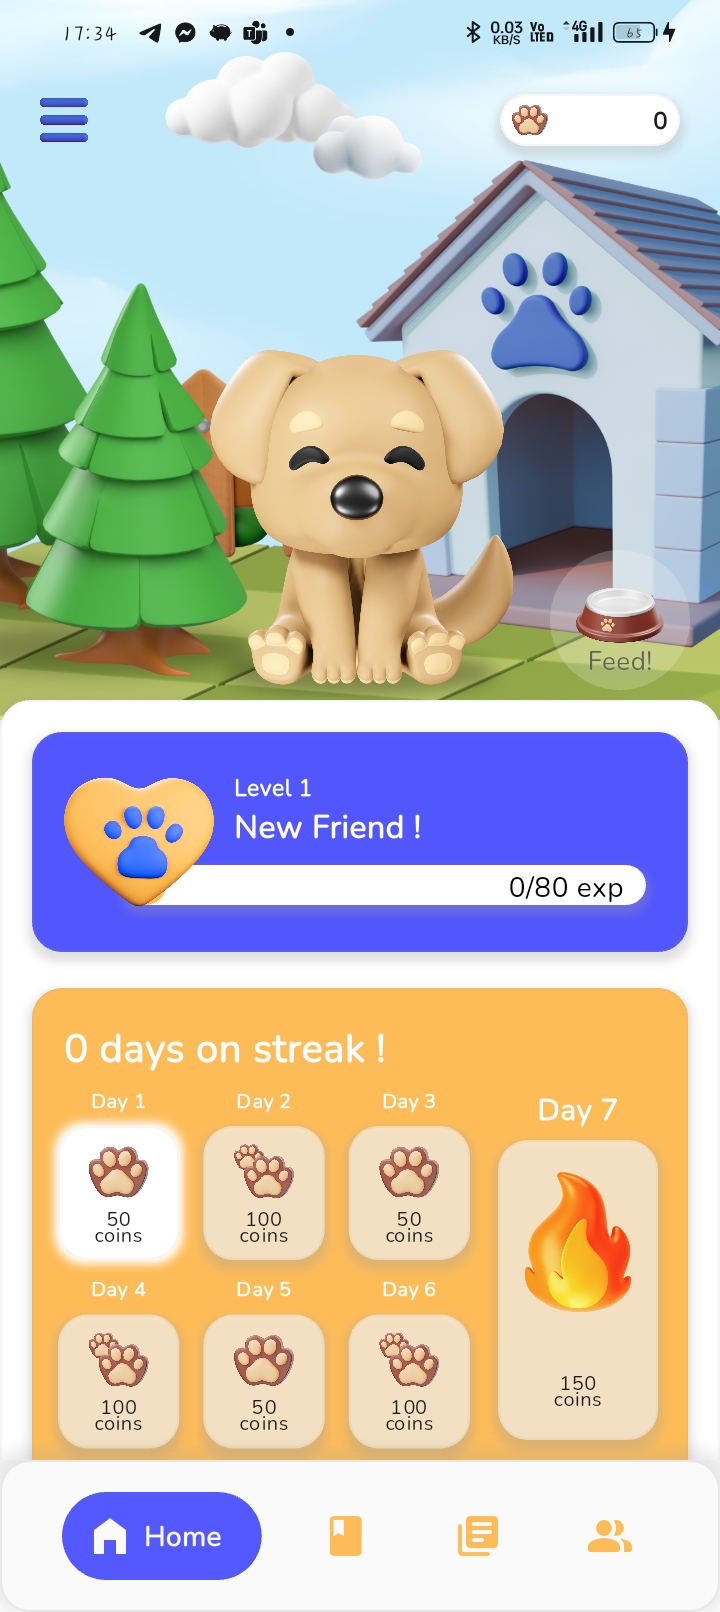 17:34
0.03 KB/S
Vo LTED
4G
65
0
Feed!
Level 1
New Friend !
0/80 exp
0 days on streak !
Day 1
Day 2
Day 3
Day 7
50
coins
100
coins
50
coins
Day 4
Day 5
Day 6
150
coins
100
coins
50
coins
100
coins
Home